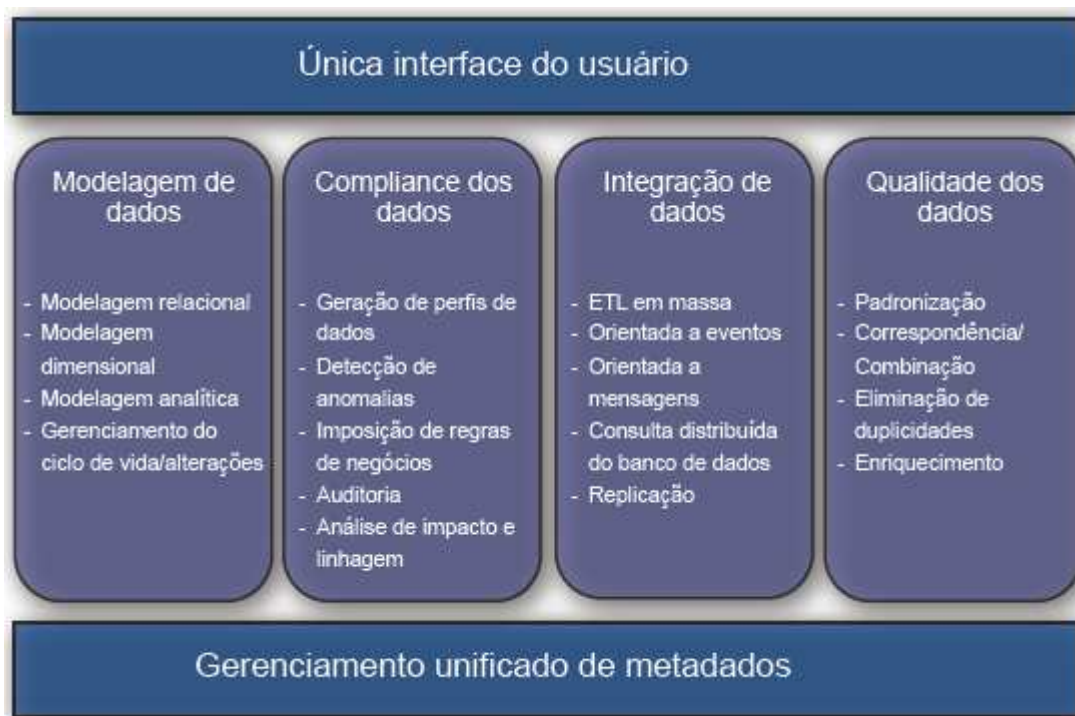 Única interface do usuário
Modelagem de
dados
- Modelagem relacional
- Modelagem
dimensional
- Modelagem analítica
- Gerenciamento do
ciclo de vida/alterações
Compliance dos
dados
- Geração de perfis de
dados
- Detecção de
anomalias
- Imposição de regras
de negócios
- Auditoria
- Análise de impacto e
linhagem
Integração de
dados
- ETL em massa
- Orientada a eventos
- Orientada a
mensagens
- Consulta distribuída
do banco de dados
- Replicação
Qualidade dos
dados
- Padronização
- Correspondência/
Combinação
- Eliminação de
duplicidades
- Enriquecimento
Gerenciamento unificado de metadados